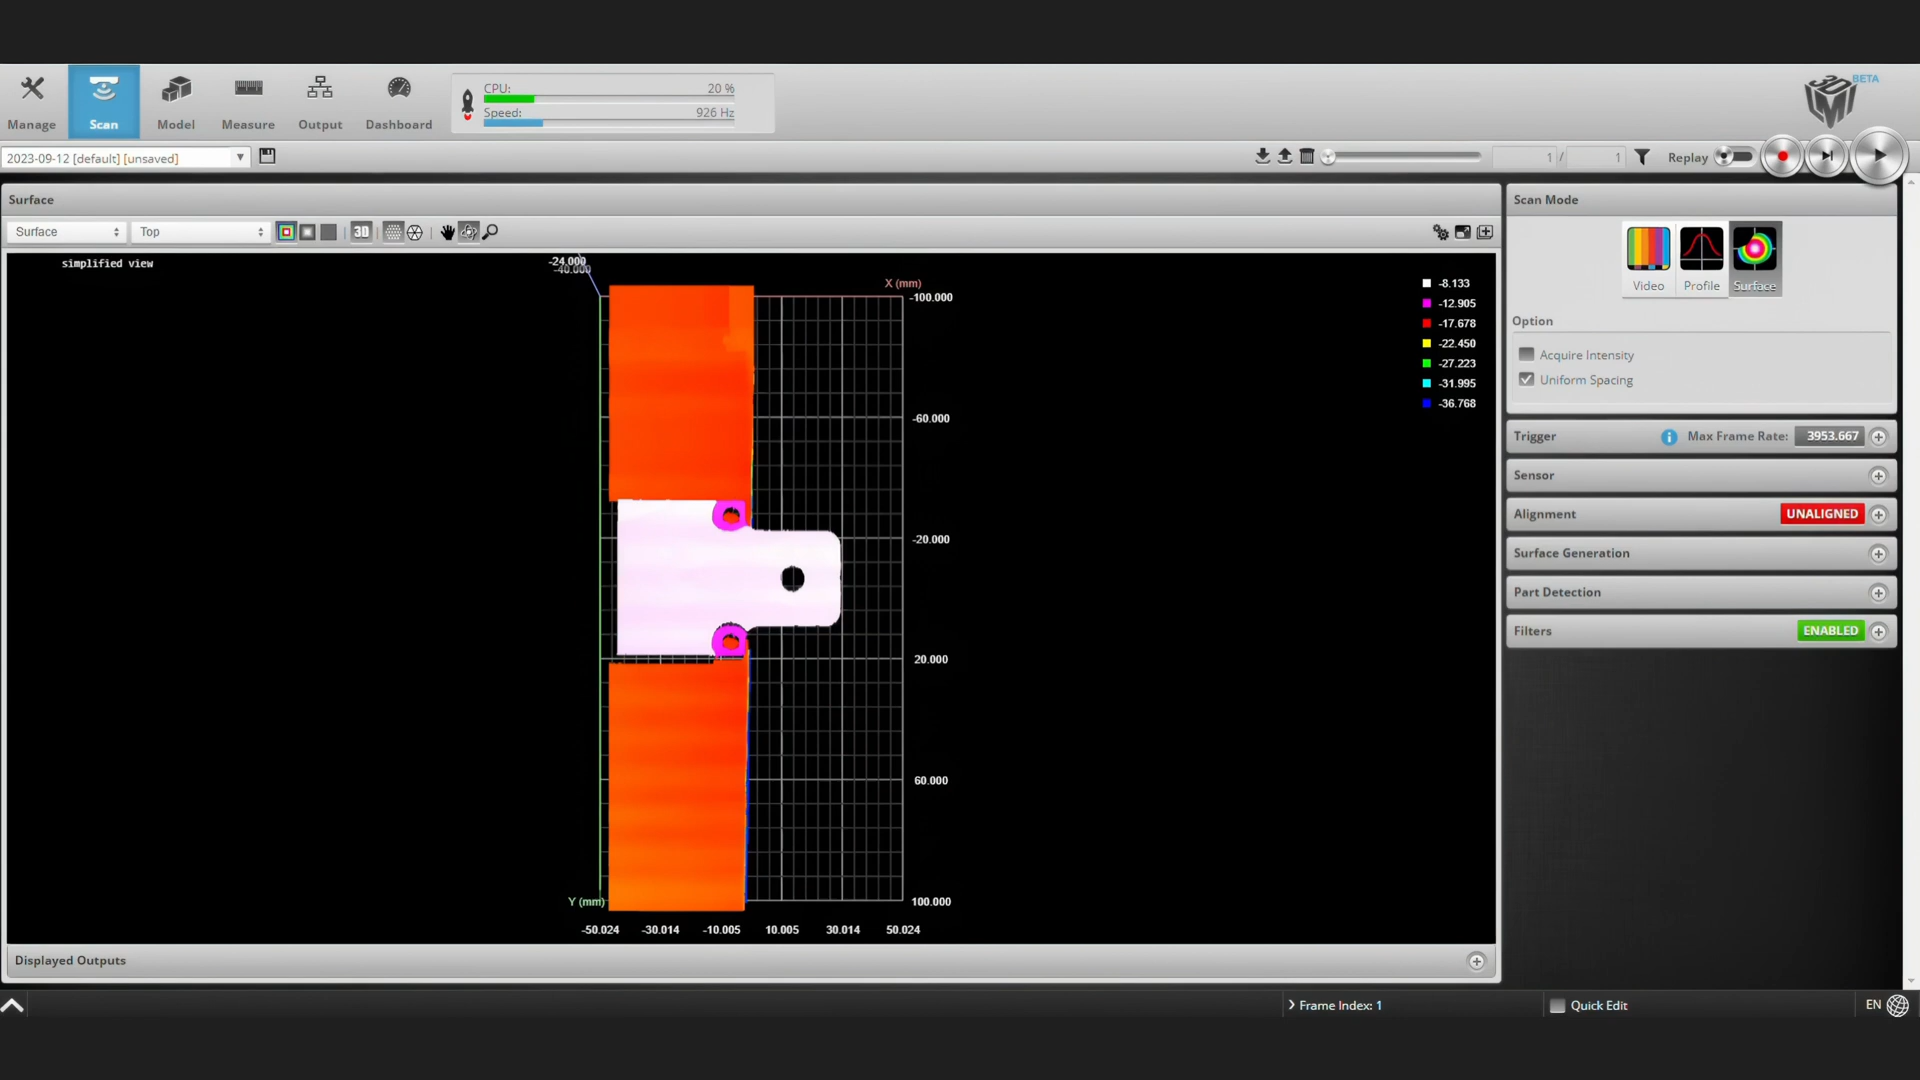 CPU: 20 %
Speed: 926 Hz
Manage Scan Model Measure Output Dashboard
BETA
3D
LMI
2023-09-12 [default] [unsaved]
1 / 1 Replay
Surface
Surface Top 3D
simplified view
-24.000
-40.000
X (mm)
-100.000
-60.000
-20.000
20.000
60.000
100.000
Y (mm)
-50.024 -30.014 -10.005 10.005 30.014 50.024
-8.133
-12.905
-17.678
-22.450
-27.223
-31.995
-36.768
Displayed Outputs
Scan Mode
Video Profile Surface
Option
Acquire Intensity
Uniform Spacing
Trigger i Max Frame Rate: 3953.667
Sensor
Alignment UNALIGNED
Surface Generation
Part Detection
Filters ENABLED
Frame Index: 1 Quick Edit EN